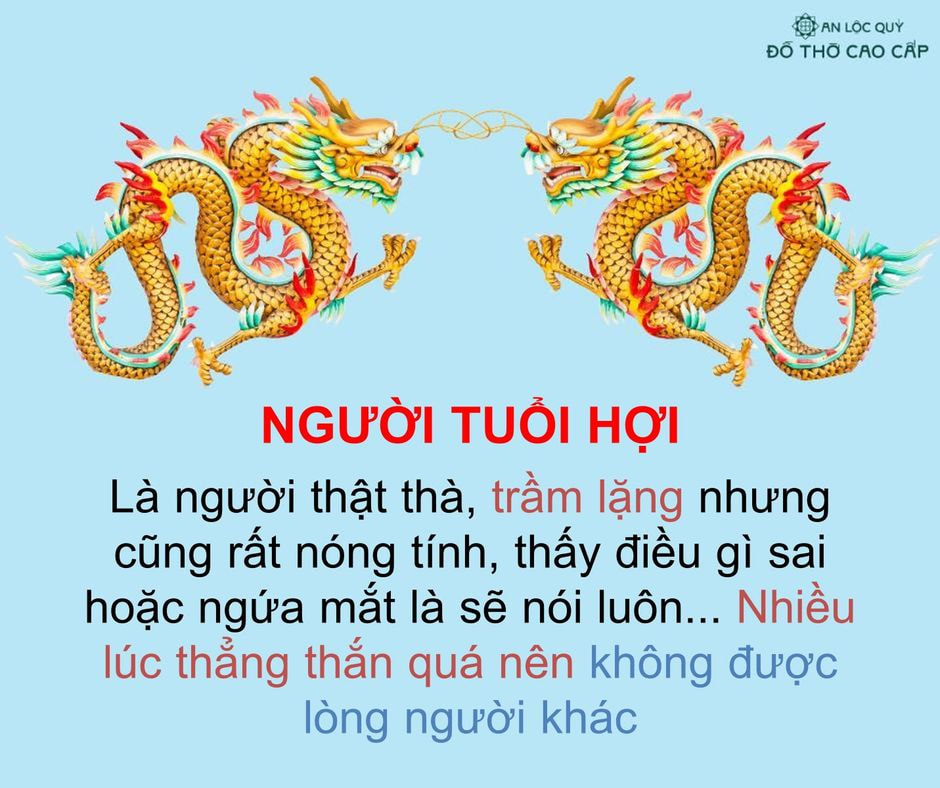 AN LỘC QUÝ
ĐỒ THỜ CAO CẤP
NGƯỜI TUỔI HỢI
Là người thật thà, trầm lặng nhưng
cũng rất nóng tính, thấy điều gì sai
hoặc ngứa mắt là sẽ nói luôn... Nhiều
lúc thẳng thắn quá nên không được
lòng người khác